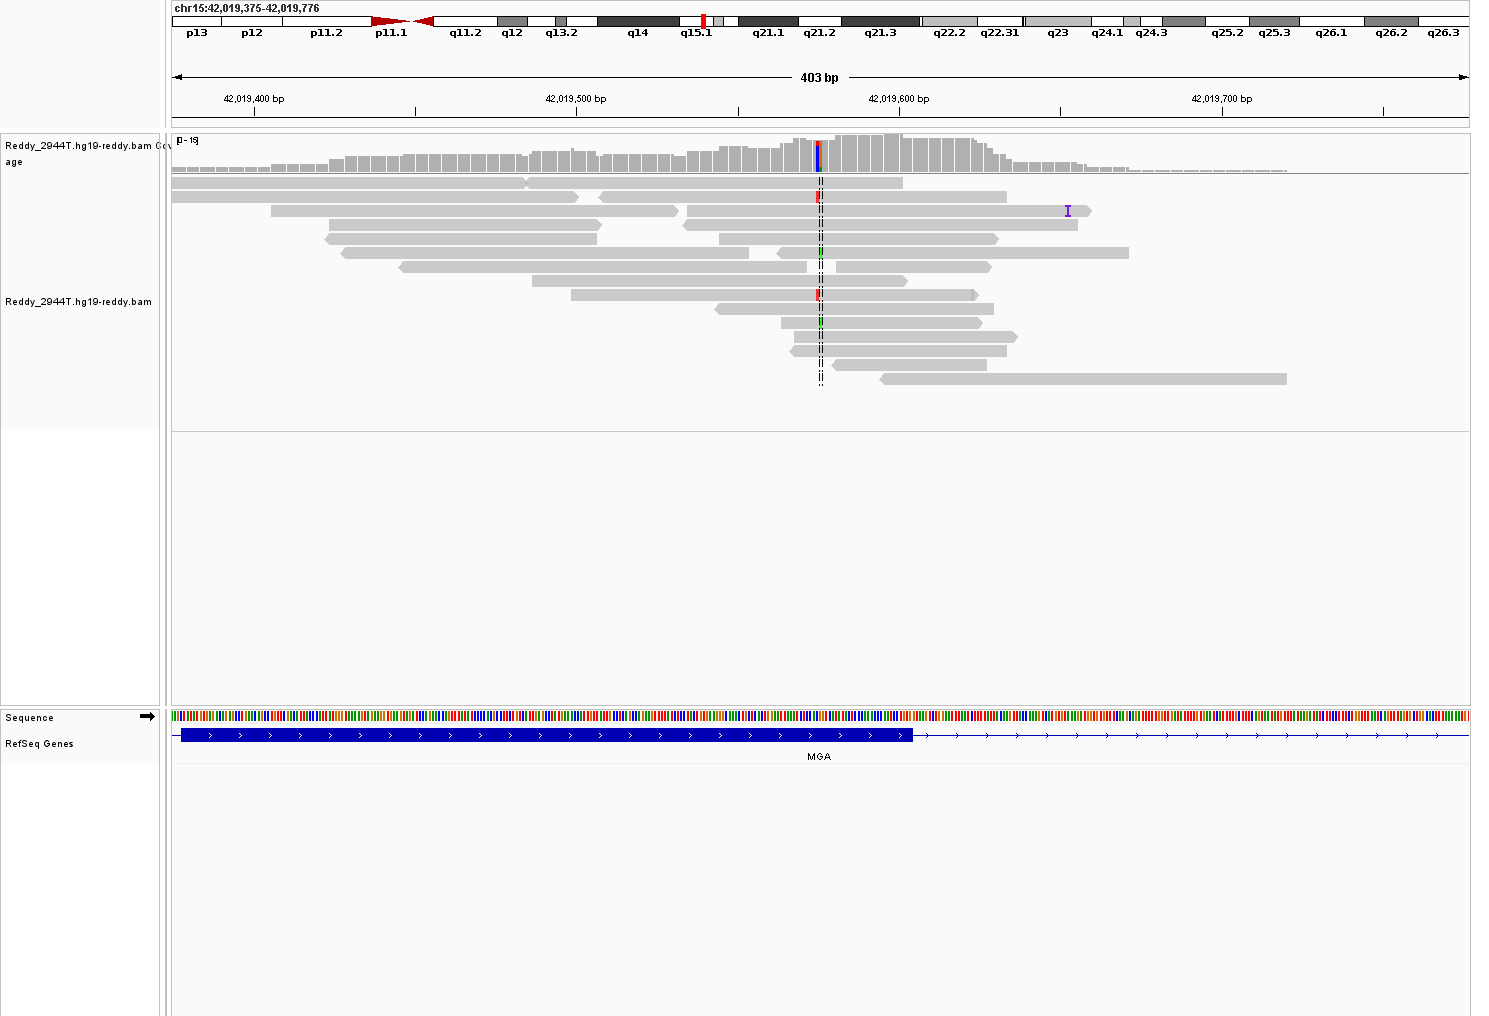 chr15:42,019,375-42,019,776
p13 p12 p11.2 p11.1 q11.2 q12 q13.2 q14 q15.1 q21.1 q21.2 q21.3 q22.2 q22.31 q23 q24.1 q24.3 q25.2 q25.3 q26.1 q26.2 q26.3
403 bp
42,019,400 bp 42,019,500 bp 42,019,600 bp 42,019,700 bp
Reddy_2944T.hg19-reddy.bam Cov
age
[0 - 15]
Reddy_2944T.hg19-reddy.bam
Sequence
RefSeq Genes
MGA